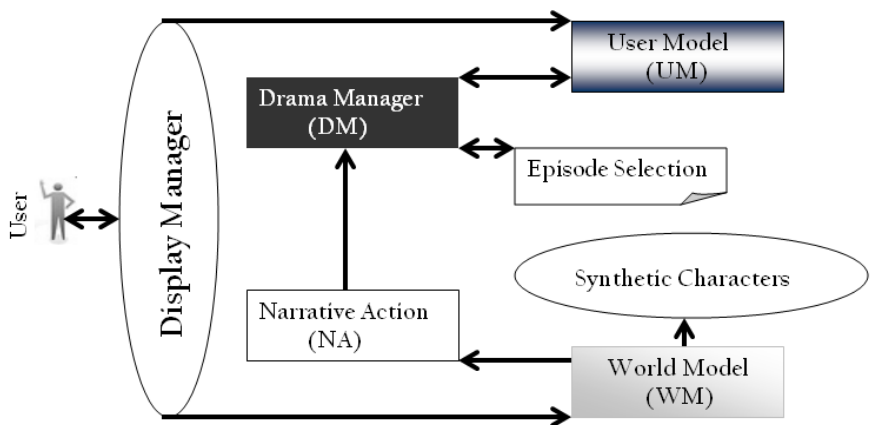 User
Display Manager
User Model
(UM)
Drama Manager
(DM)
Episode Selection
Synthetic Characters
Narrative Action
(NA)
World Model
(WM)